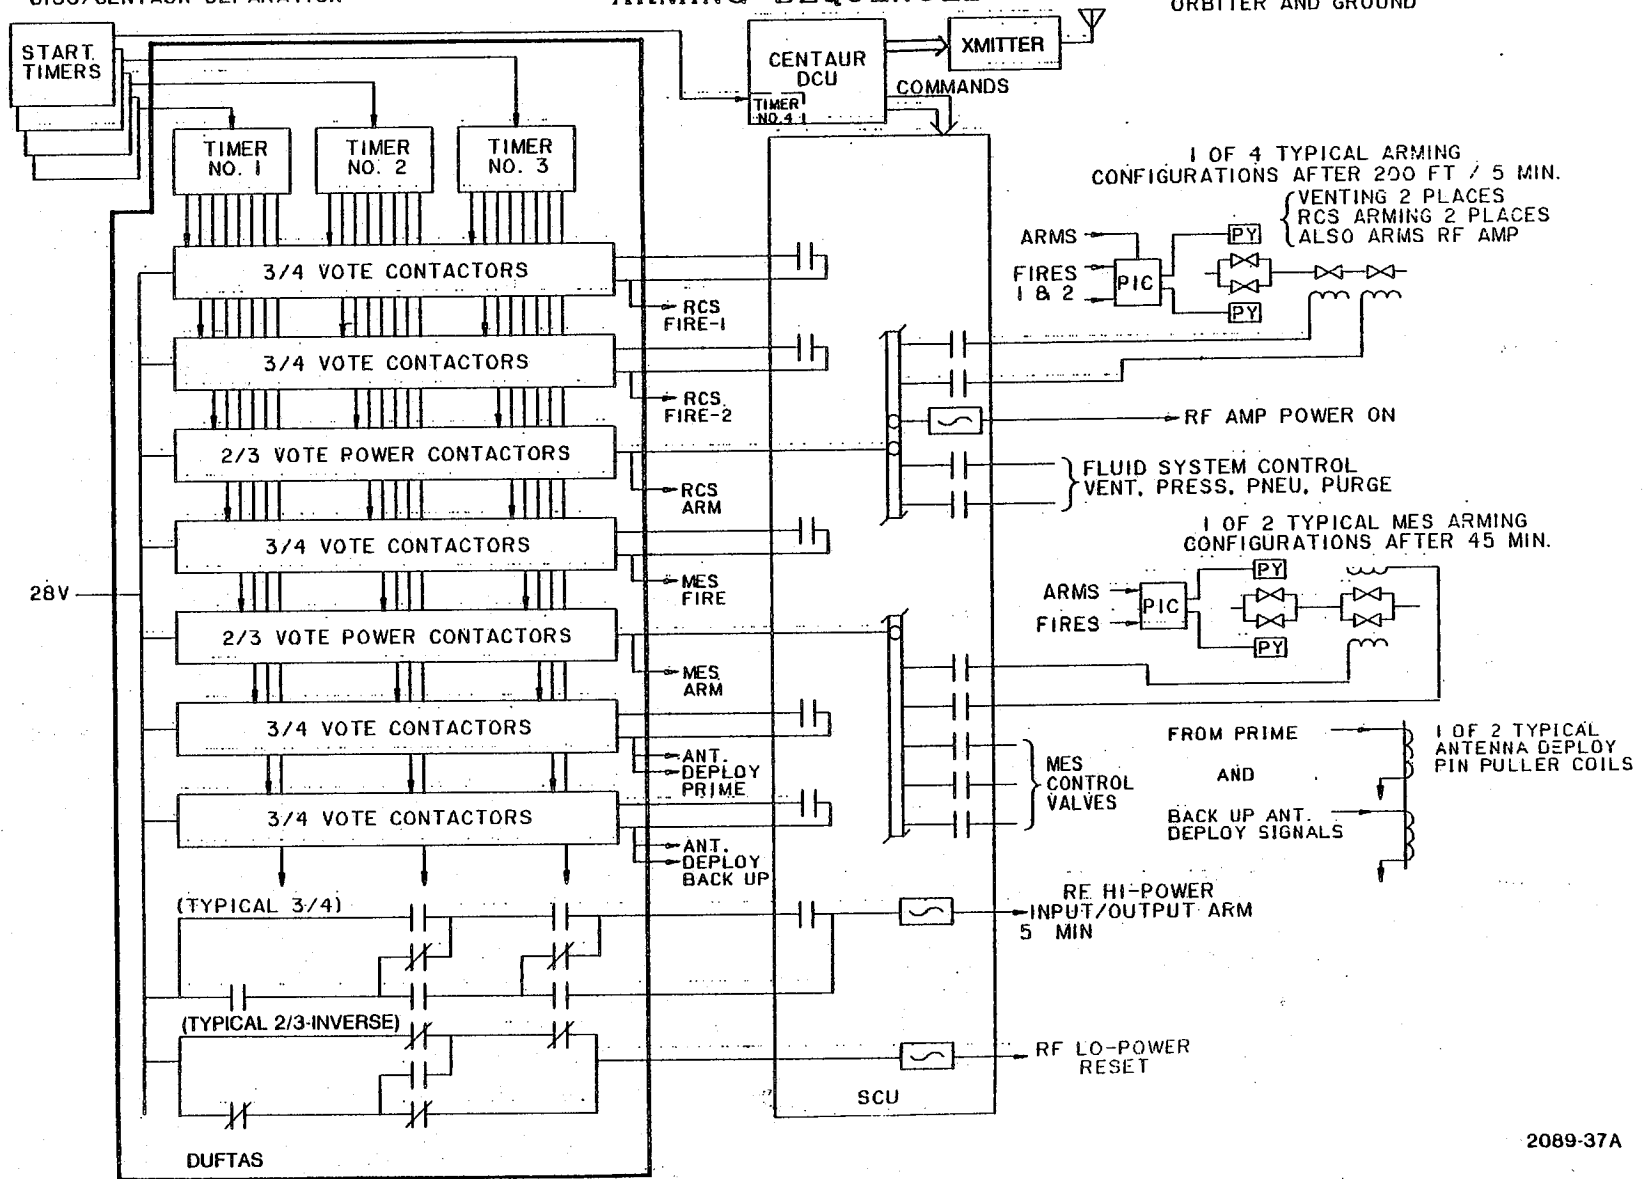 ARMING SEQUENCES
ORBITER AND GROUND
START
TIMERS
CENTAUR
DCU
TIMER
NO. 4
XMITTER
COMMANDS
TIMER
NO. 1
TIMER
NO. 2
TIMER
NO. 3
1 OF 4 TYPICAL ARMING
CONFIGURATIONS AFTER 200 FT / 5 MIN.
VENTING 2 PLACES
RCS ARMING 2 PLACES
ALSO ARMS RF AMP
ARMS
FIRES
1 & 2
PIC
PY
PY
3/4 VOTE CONTACTORS
RCS
FIRE-1
3/4 VOTE CONTACTORS
RCS
FIRE-2
RF AMP POWER ON
2/3 VOTE POWER CONTACTORS
RCS
ARM
FLUID SYSTEM CONTROL
VENT, PRESS, PNEU, PURGE
3/4 VOTE CONTACTORS
MES
FIRE
1 OF 2 TYPICAL MES ARMING
CONFIGURATIONS AFTER 45 MIN.
ARMS
FIRES
PIC
PY
PY
28V
2/3 VOTE POWER CONTACTORS
MES
ARM
3/4 VOTE CONTACTORS
ANT.
DEPLOY
PRIME
MES
CONTROL
VALVES
FROM PRIME
AND
BACK UP ANT.
DEPLOY SIGNALS
1 OF 2 TYPICAL
ANTENNA DEPLOY
PIN PULLER COILS
3/4 VOTE CONTACTORS
ANT.
DEPLOY
BACK UP
(TYPICAL 3/4)
RF HI-POWER
INPUT/OUTPUT ARM
5 MIN
(TYPICAL 2/3-INVERSE)
RF LO-POWER
RESET
SCU
DUFTAS
2089-37A